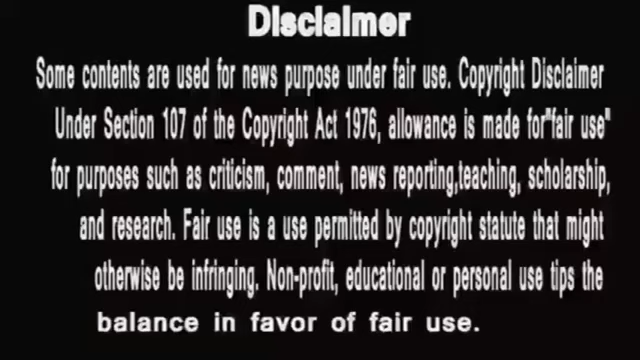 Disclaimer
Some contents are used for news purpose under fair use. Copyright Disclaimer
Under Section 107 of the Copyright Act 1976, allowance is made for"fair use"
for purposes such as criticism, comment, news reporting,teaching, scholarship,
and research. Fair use is a use permitted by copyright statute that might
otherwise be infringing. Non-profit, educational or personal use tips the
balance in favor of fair use.